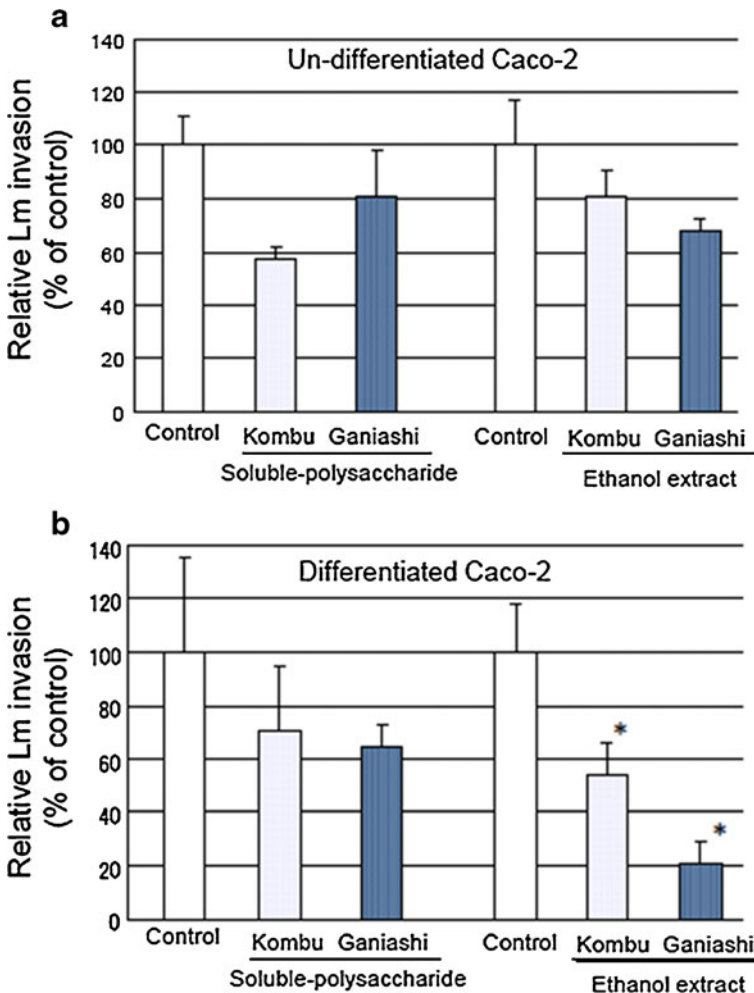 a
Un-differentiated Caco-2
Relative Lm invasion
(% of control)
140
120
100
80
60
40
20
0
Control
Kombu Ganiashi
Control
Kombu Ganiashi
Soluble-polysaccharide
Ethanol extract
b
Differentiated Caco-2
Relative Lm invasion
(% of control)
140
120
100
80
60
40
20
0
*
*
Control
Kombu Ganiashi
Control
Kombu Ganiashi
Soluble-polysaccharide
Ethanol extract